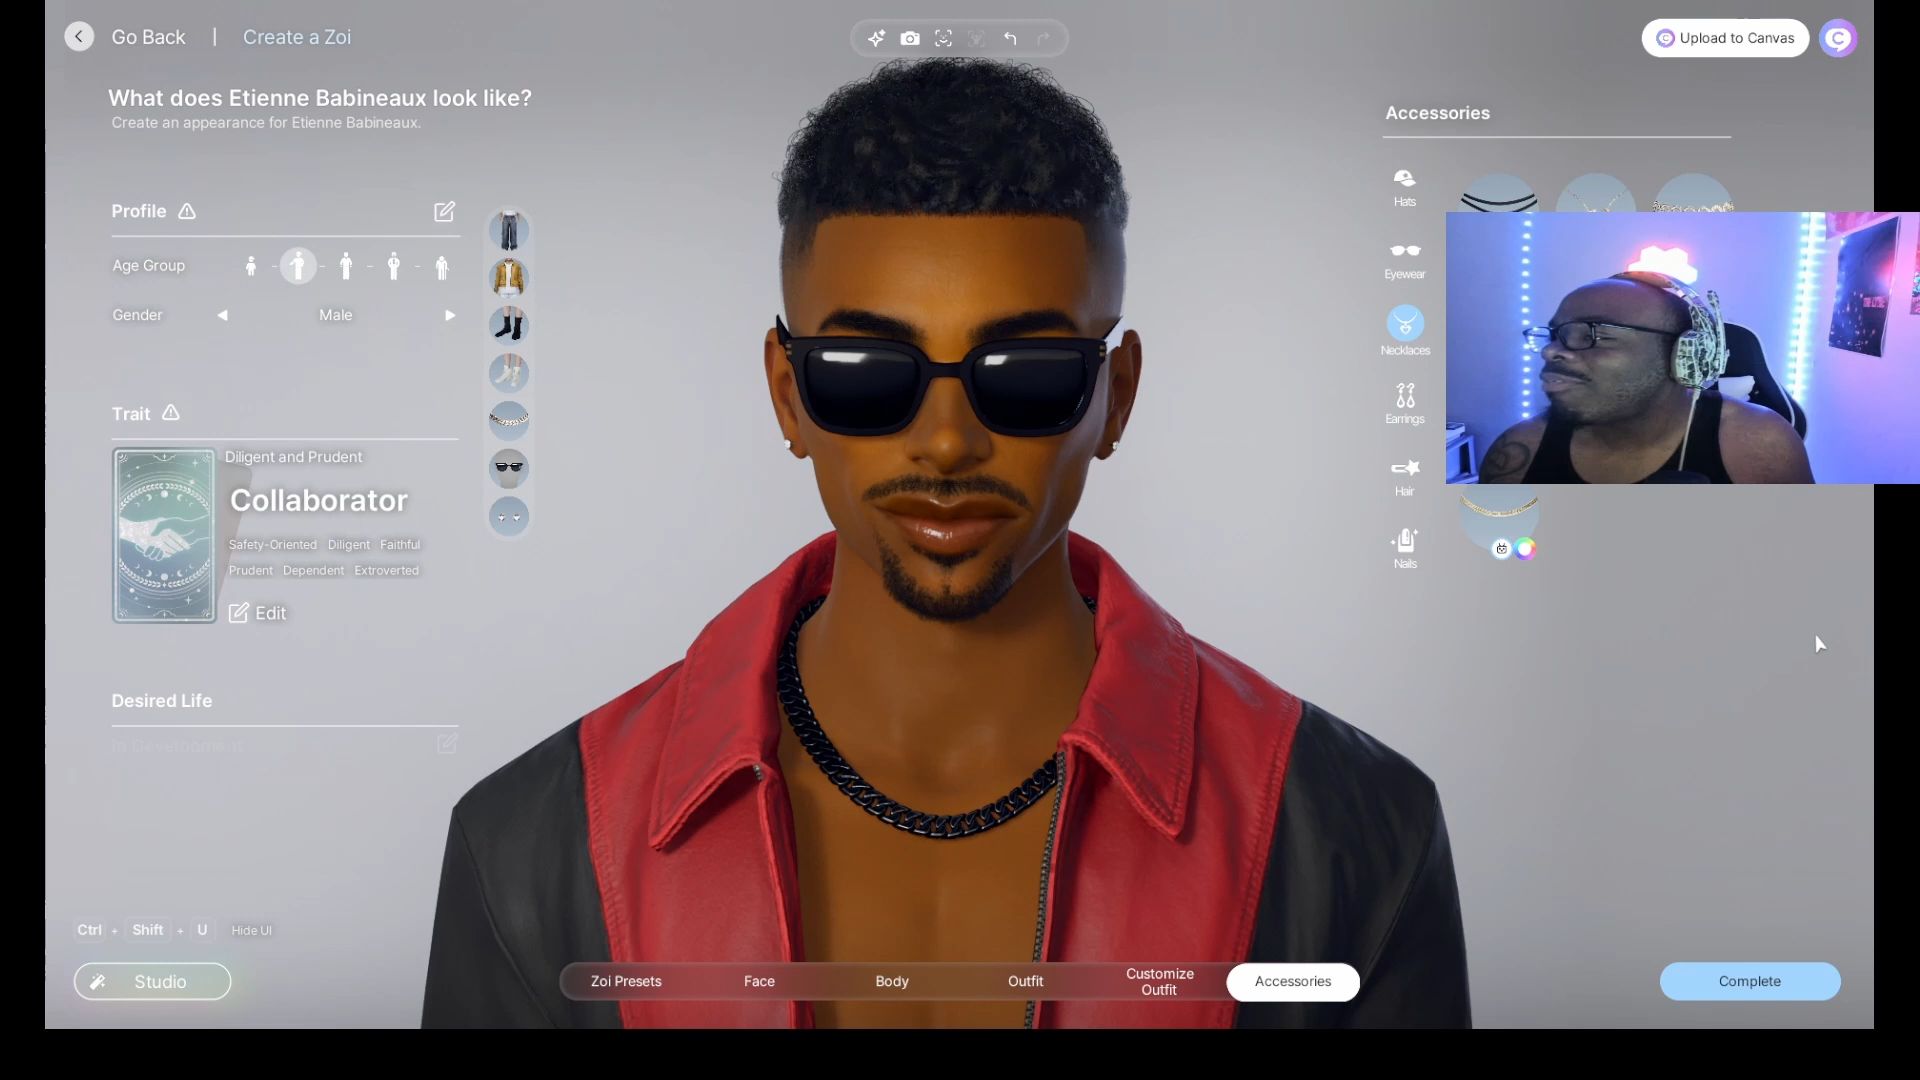 Go Back | Create a Zoi
Upload to Canvas
What does Etienne Babineaux look like?
Create an appearance for Etienne Babineaux.
Accessories
Profile
Age Group
Gender
Male
Trait
Diligent and Prudent
Collaborator
Safety-Oriented Diligent Faithful
Prudent Dependent Extroverted
Edit
Desired Life
In Development
Hats
Eyewear
Necklaces
Earrings
Hair
Nails
Ctrl + Shift + U Hide UI
Studio
Zoi Presets
Face
Body
Outfit
Customize
Outfit
Accessories
Complete